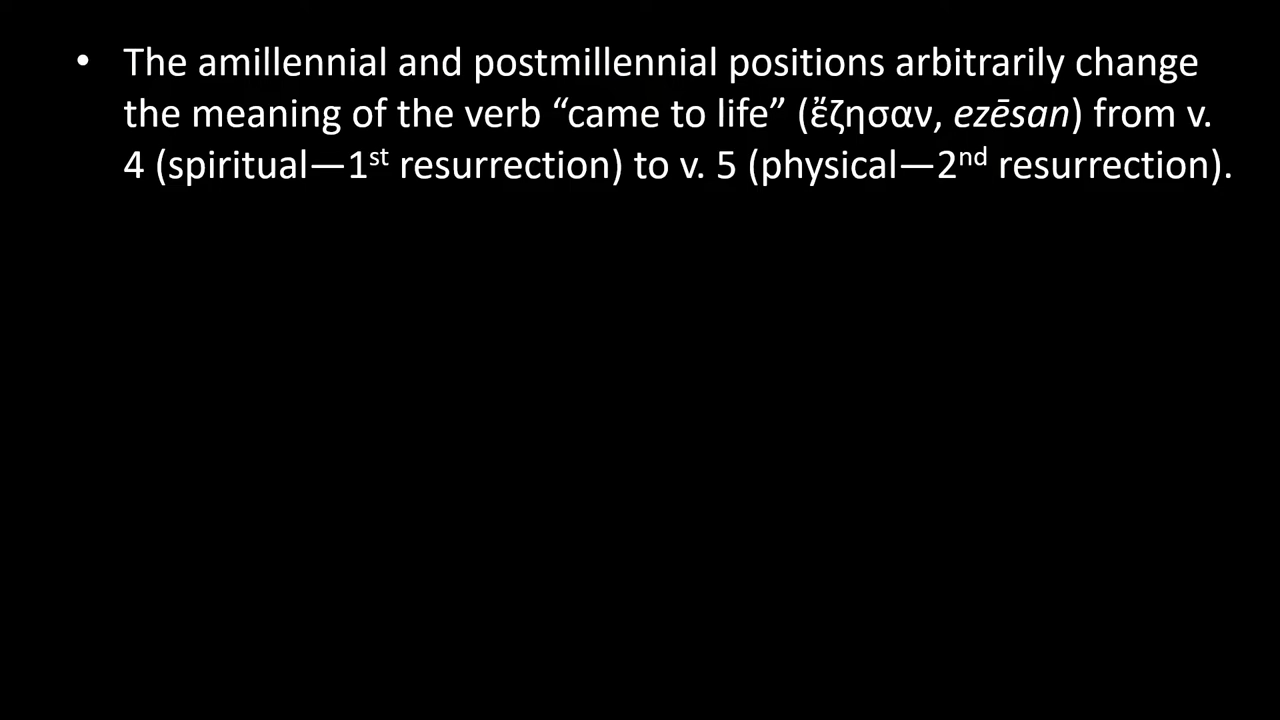 • The amillennial and postmillennial positions arbitrarily change
the meaning of the verb “came to life” (ἔζησαν, ezēsan) from v.
4 (spiritual—1st resurrection) to v. 5 (physical—2nd resurrection).